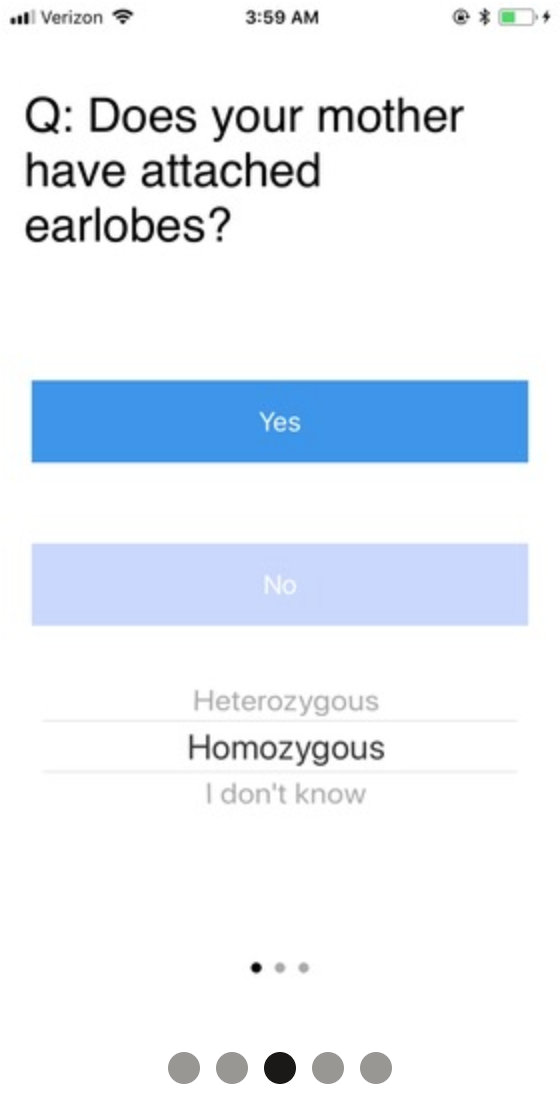 Verizon 3:59 AM
Q: Does your mother
have attached
earlobes?
Yes
No
Heterozygous
Homozygous
I don't know